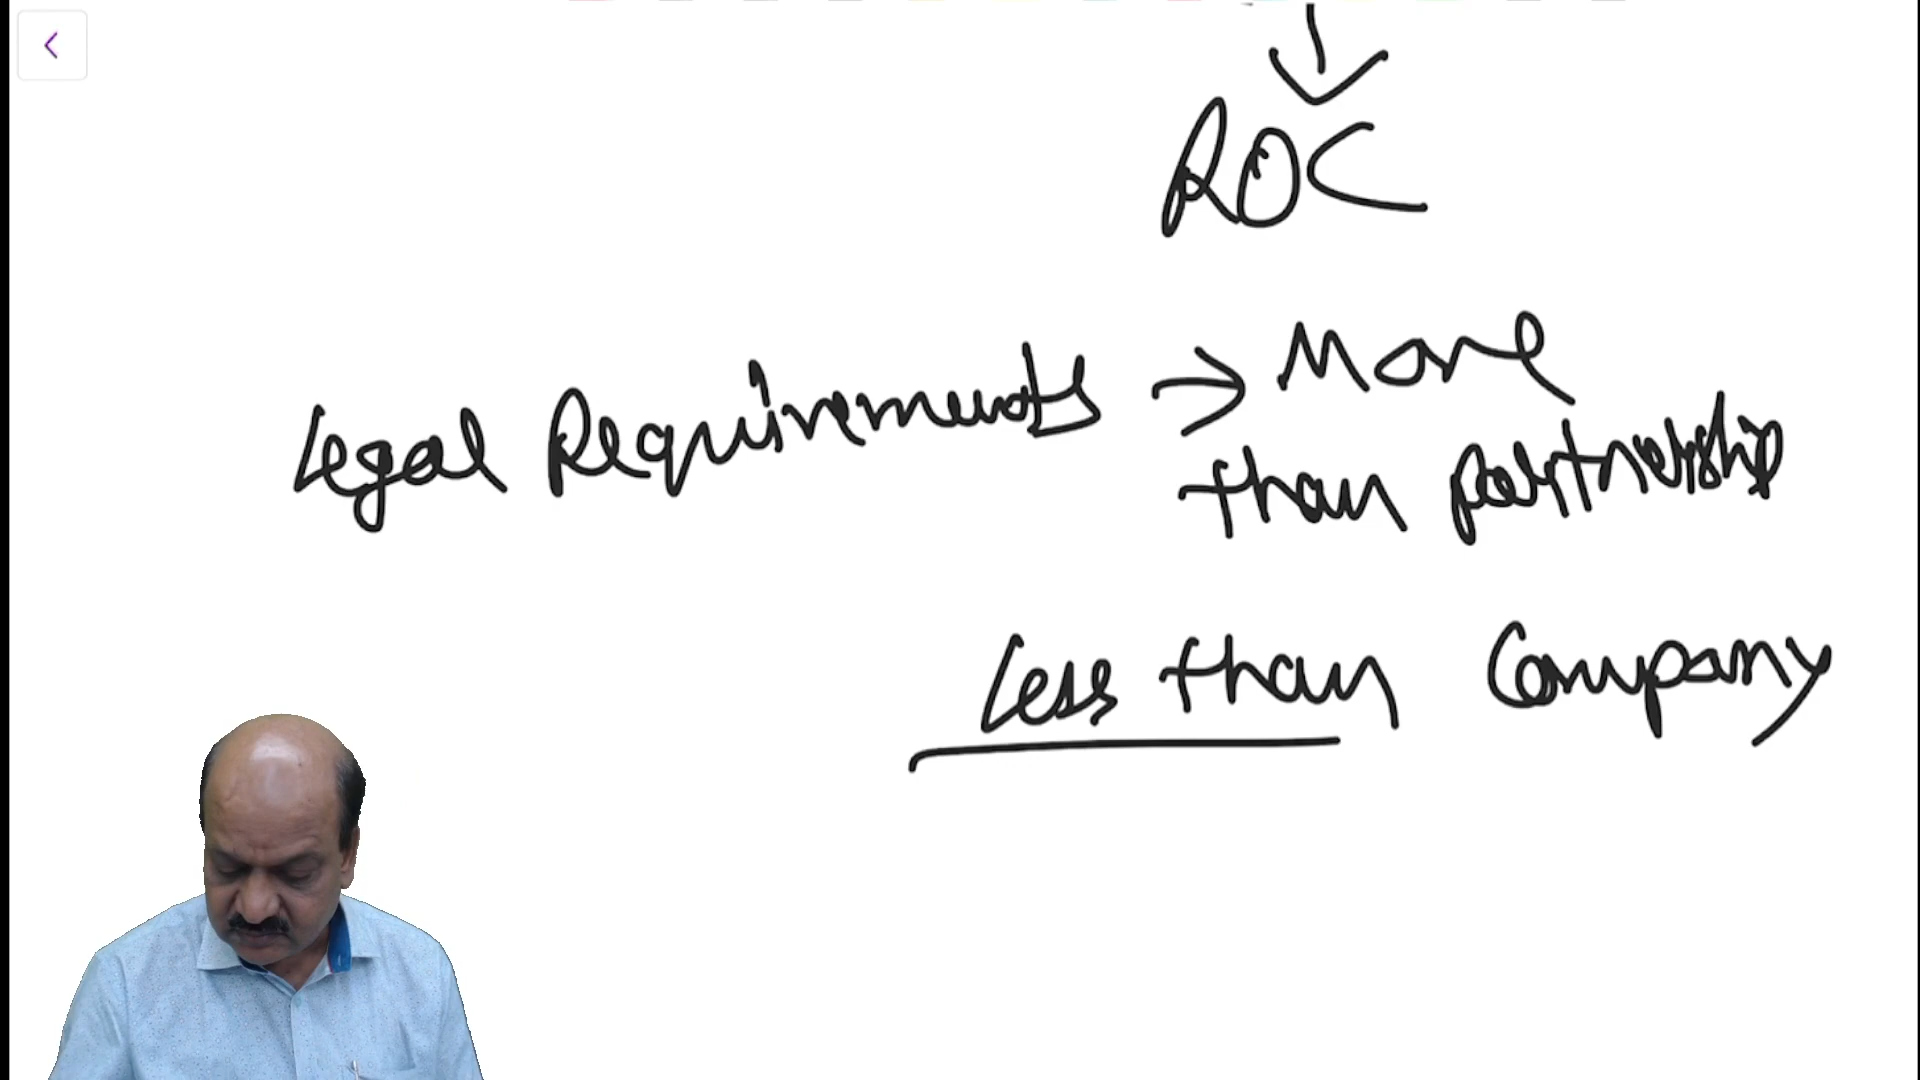 ROC
Legal Requirements → More
than partnership
Less than Company